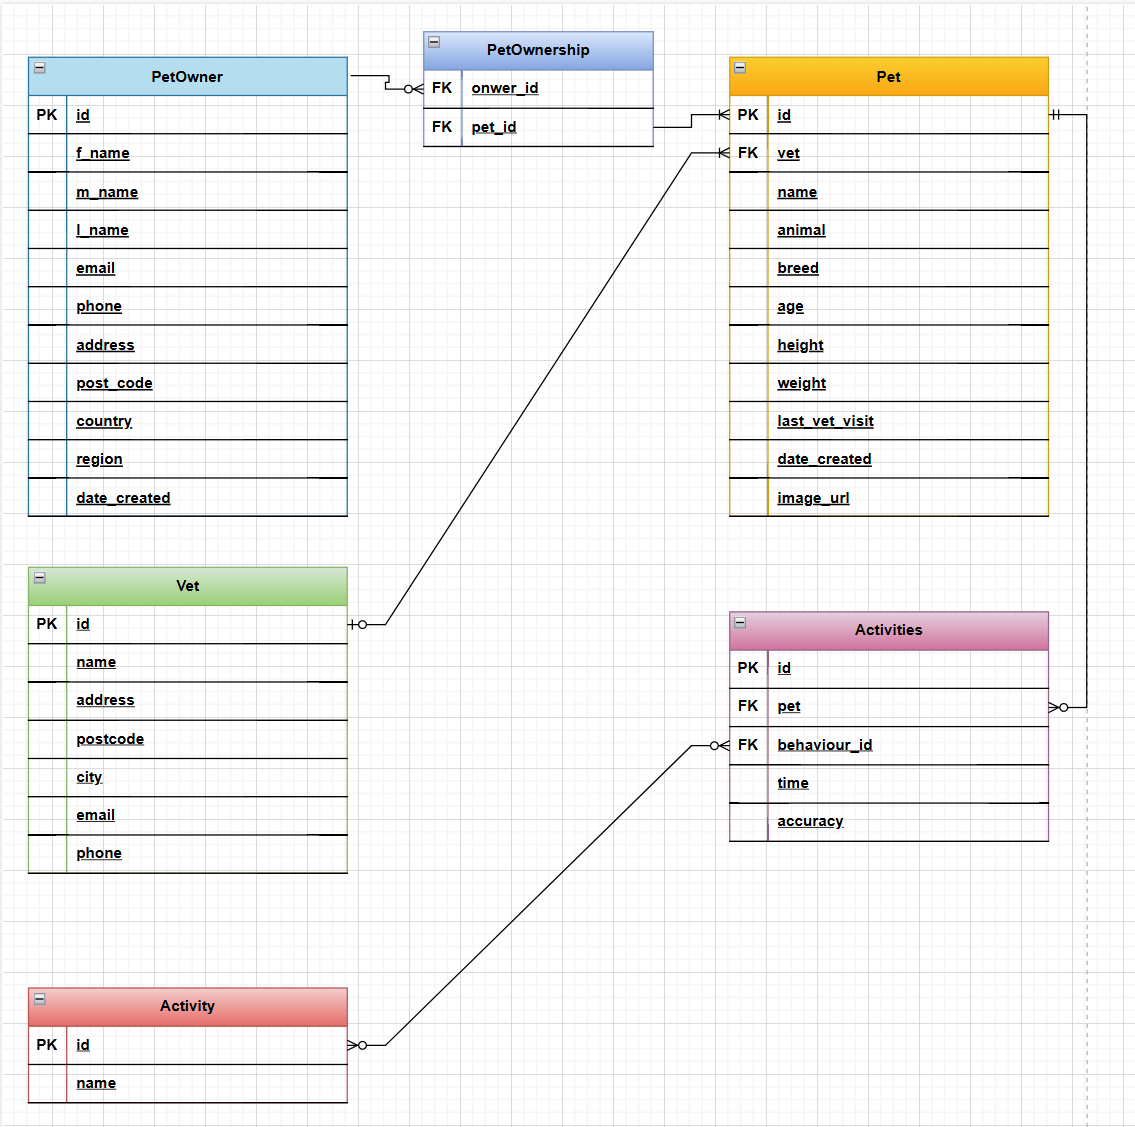 PetOwner
PK id
f_name
m_name
l_name
email
phone
address
post_code
country
region
date_created
PetOwnership
FK onwer_id
FK pet_id
Pet
PK id
FK vet
name
animal
breed
age
height
weight
last_vet_visit
date_created
image_url
Vet
PK id
name
address
postcode
city
email
phone
Activities
PK id
FK pet
FK behaviour_id
time
accuracy
Activity
PK id
name